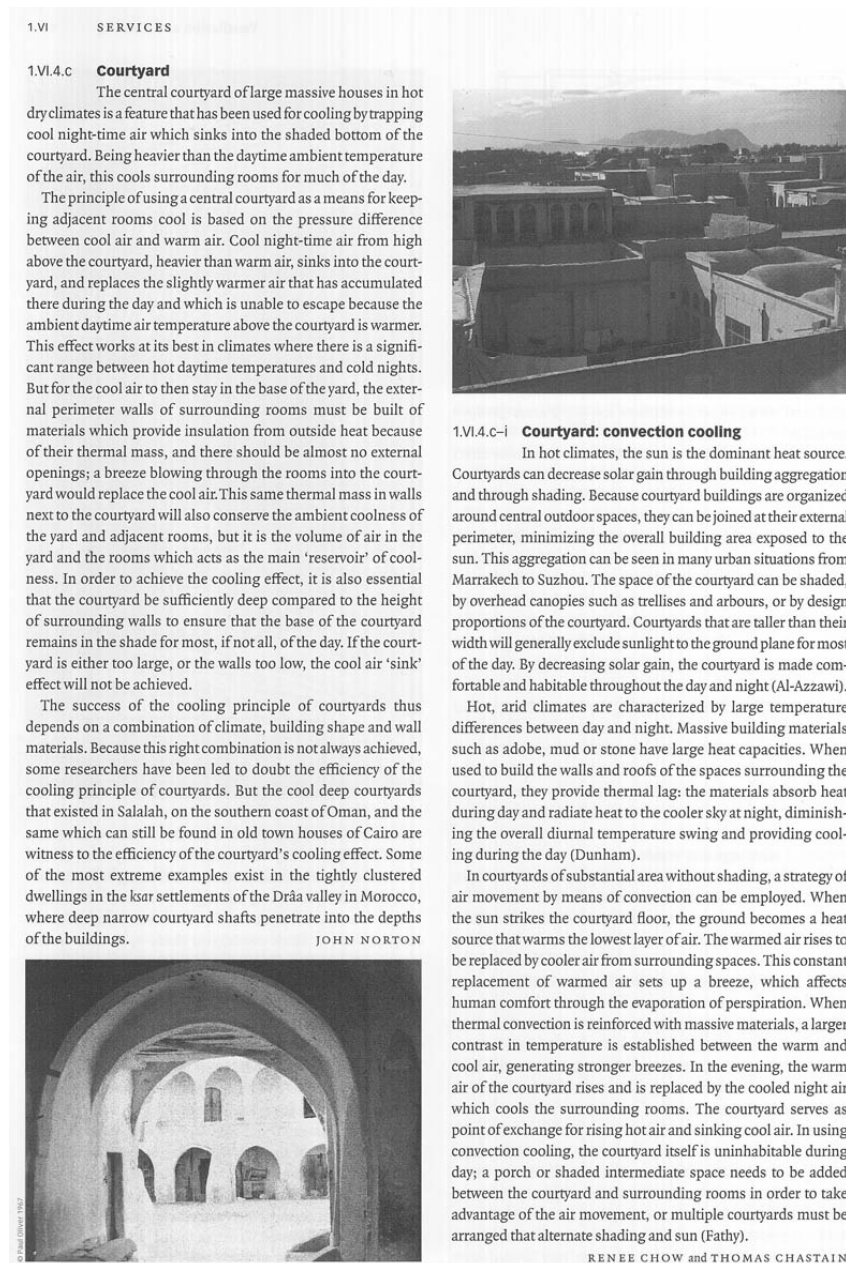 1.VI SERVICES
1.VI.4.c Courtyard
The central courtyard of large massive houses in hot
dry climates is a feature that has been used for cooling by trapping
cool night-time air which sinks into the shaded bottom of the
courtyard. Being heavier than the daytime ambient temperature
of the air, this cools surrounding rooms for much of the day.
The principle of using a central courtyard as a means for keep-
ing adjacent rooms cool is based on the pressure difference
between cool air and warm air. Cool night-time air from high
above the courtyard, heavier than warm air, sinks into the court-
yard, and replaces the slightly warmer air that has accumulated
there during the day and which is unable to escape because the
ambient daytime air temperature above the courtyard is warmer.
This effect works at its best in climates where there is a signifi-
cant range between hot daytime temperatures and cold nights.
But for the cool air to then stay in the base of the yard, the exter-
nal perimeter walls of surrounding rooms must be built of
materials which provide insulation from outside heat because
of their thermal mass, and there should be almost no external
openings; a breeze blowing through the rooms into the court-
yard would replace the cool air. This same thermal mass in walls
next to the courtyard will also conserve the ambient coolness of
the yard and adjacent rooms, but it is the volume of air in the
yard and the rooms which acts as the main 'reservoir' of cool-
ness. In order to achieve the cooling effect, it is also essential
that the courtyard be sufficiently deep compared to the height
of surrounding walls to ensure that the base of the courtyard
remains in the shade for most, if not all, of the day. If the court-
yard is either too large, or the walls too low, the cool air 'sink'
effect will not be achieved.
The success of the cooling principle of courtyards thus
depends on a combination of climate, building shape and wall
materials. Because this right combination is not always achieved,
some researchers have been led to doubt the efficiency of the
cooling principle of courtyards. But the cool deep courtyards
that existed in Salalah, on the southern coast of Oman, and the
same which can still be found in old town houses of Cairo are
witness to the efficiency of the courtyard's cooling effect. Some
of the most extreme examples exist in the tightly clustered
dwellings in the ksar settlements of the Drâa valley in Morocco,
where deep narrow courtyard shafts penetrate into the depths
of the buildings. JOHN NORTON
© Paul Oliver 1967
1.VI.4.c–i Courtyard: convection cooling
In hot climates, the sun is the dominant heat source.
Courtyards can decrease solar gain through building aggregation
and through shading. Because courtyard buildings are organized
around central outdoor spaces, they can be joined at their external
perimeter, minimizing the overall building area exposed to the
sun. This aggregation can be seen in many urban situations from
Marrakech to Suzhou. The space of the courtyard can be shaded,
by overhead canopies such as trellises and arbours, or by design
proportions of the courtyard. Courtyards that are taller than their
width will generally exclude sunlight to the ground plane for most
of the day. By decreasing solar gain, the courtyard is made com-
fortable and habitable throughout the day and night (Al-Azzawi).
Hot, arid climates are characterized by large temperature
differences between day and night. Massive building materials
such as adobe, mud or stone have large heat capacities. When
used to build the walls and roofs of the spaces surrounding the
courtyard, they provide thermal lag: the materials absorb heat
during day and radiate heat to the cooler sky at night, diminish-
ing the overall diurnal temperature swing and providing cool-
ing during the day (Dunham).
In courtyards of substantial area without shading, a strategy of
air movement by means of convection can be employed. When
the sun strikes the courtyard floor, the ground becomes a heat
source that warms the lowest layer of air. The warmed air rises to
be replaced by cooler air from surrounding spaces. This constant
replacement of warmed air sets up a breeze, which affects
human comfort through the evaporation of perspiration. When
thermal convection is reinforced with massive materials, a larger
contrast in temperature is established between the warm and
cool air, generating stronger breezes. In the evening, the warm
air of the courtyard rises and is replaced by the cooled night air
which cools the surrounding rooms. The courtyard serves as
point of exchange for rising hot air and sinking cool air. In using
convection cooling, the courtyard itself is uninhabitable during
day; a porch or shaded intermediate space needs to be added
between the courtyard and surrounding rooms in order to take
advantage of the air movement, or multiple courtyards must be
arranged that alternate shading and sun (Fathy).
RENEE CHOW and THOMAS CHASTAIN